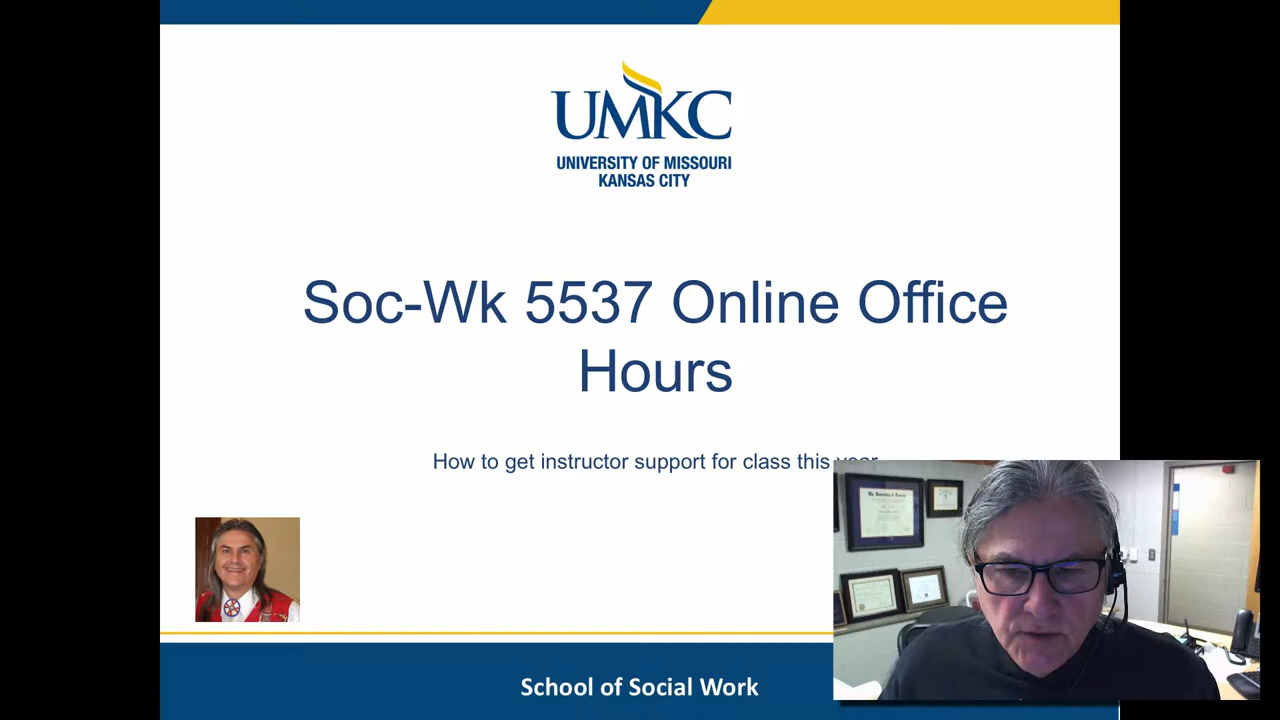 UMKC
UNIVERSITY OF MISSOURI
KANSAS CITY
Soc-Wk 5537 Online Office
Hours
How to get instructor support for class this year
School of Social Work